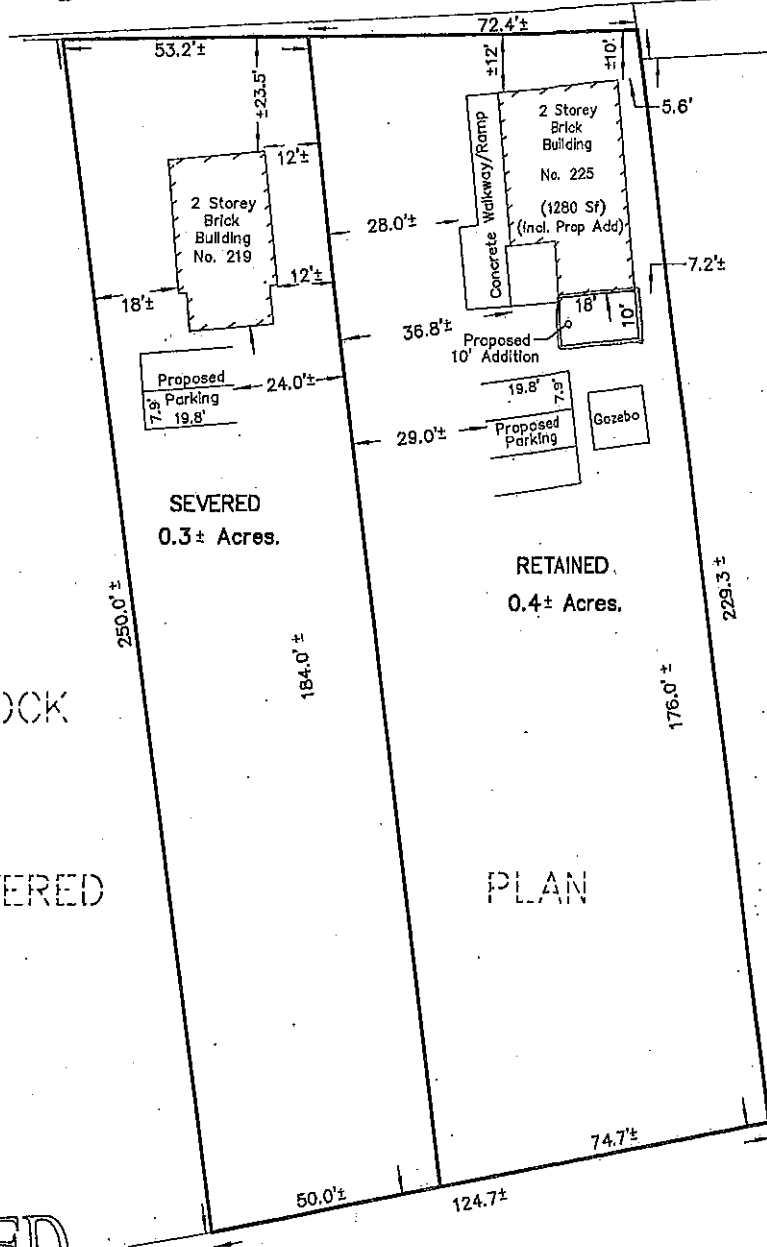 72.4'±
53.2'±
±23.5'
±12'
±10'
5.6'
12'±
2 Storey
Brick
Building
No. 219
2 Storey
Brick
Building
No. 225
(1280 Sf)
(incl. Prop Add)
Concrete Walkway/Ramp
28.0'±
12'±
18'±
7.2'±
18'
10'
36.8'±
Proposed
10' Addition
Proposed
Parking
7.9'
19.8'
24.0'±
19.8'
7.9'
Proposed
Parking
Gazebo
29.0'±
SEVERED
0.3± Acres.
RETAINED
0.4± Acres.
250.0'±
184.0'±
229.3'±
176.0'±
OCK
ERED
PLAN
74.7'±
50.0'±
124.7±
ED